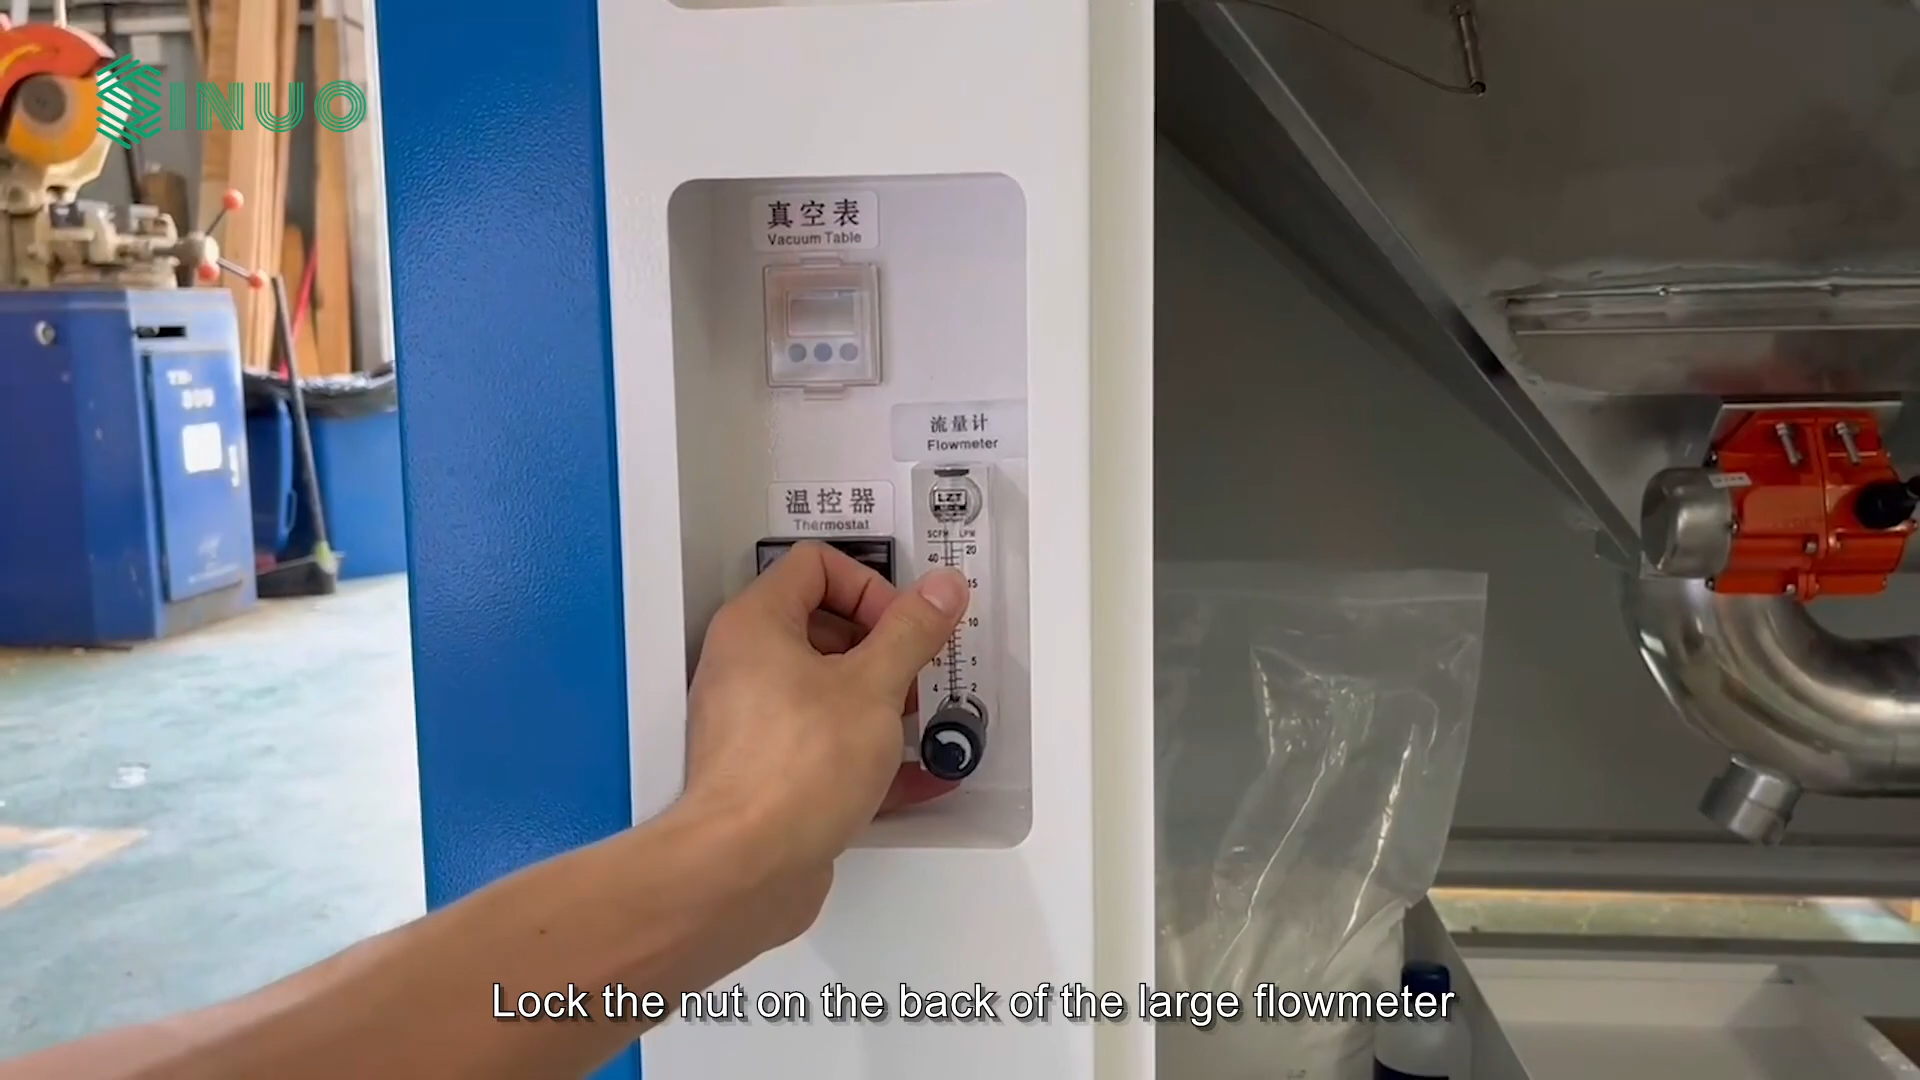 SINUO
真空表
Vacuum Table
流量计
Flowmeter
温控器
Thermostat
LZT
SCFH LPM
40 20
15
10
10 5
4 2
Lock the nut on the back of the large flowmeter